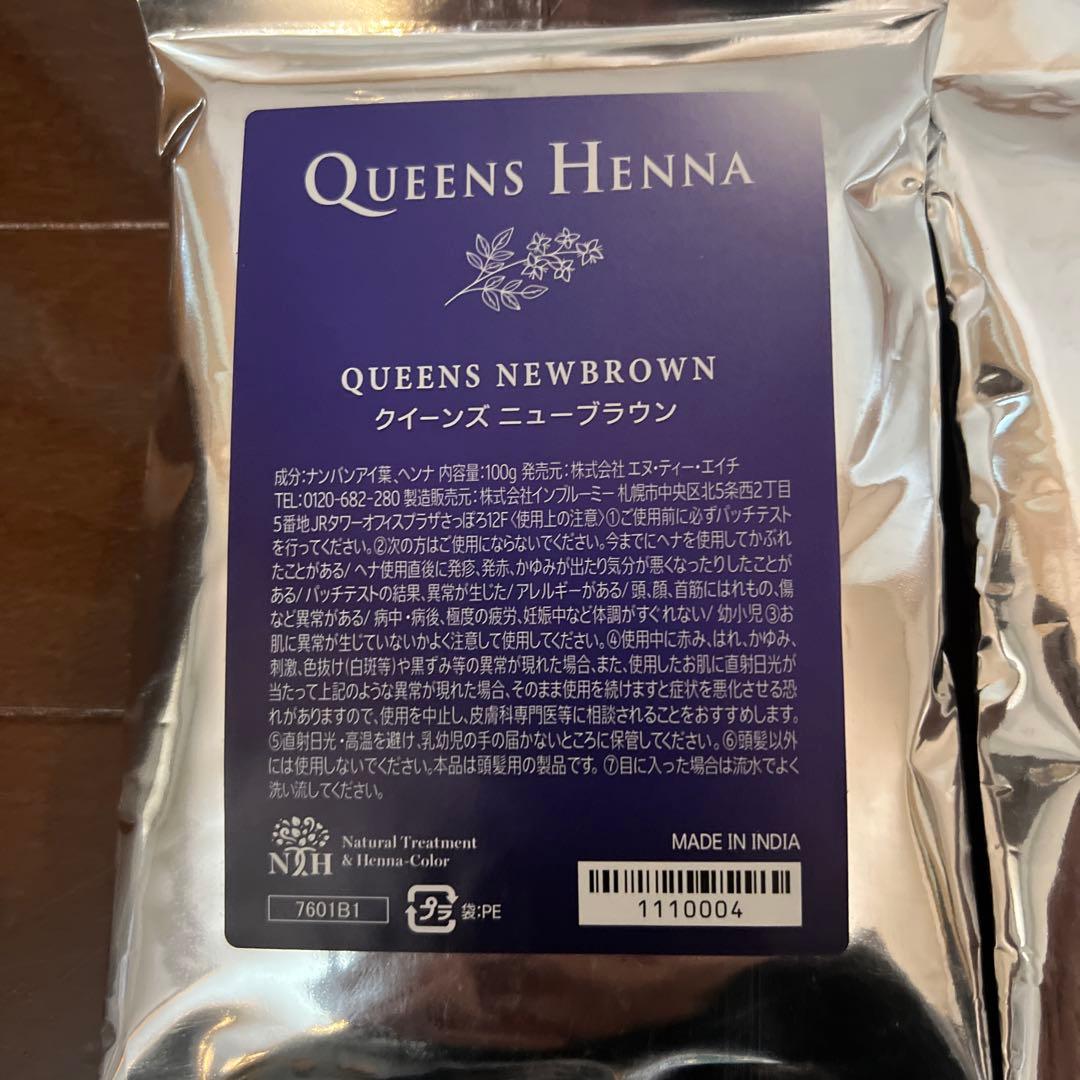 QUEENS HENNA
QUEENS NEWBROWN
クイーンズ ニューブラウン
成分:ナンバンアイ葉、ヘンナ 内容量:100g 発売元:株式会社 エヌ・ティー・エイチ
TEL:0120-682-280 製造販売元:株式会社インプルーミー 札幌市中央区北5条西2丁目
5番地JRタワーオフィスプラザさっぽろ12F〈使用上の注意〉①ご使用前に必ずパッチテスト
を行ってください。②次の方はご使用にならないでください。今までにヘナを使用してかぶれ
たことがある/ ヘナ使用直後に発疹、発赤、かゆみが出たり気分が悪くなったりしたことが
ある/ パッチテストの結果、異常が生じた/ アレルギーがある/ 頭、顔、首筋にはれもの、傷
など異常がある/ 病中・病後、極度の疲労、妊娠中など体調がすぐれない/ 幼小児 ③お
肌に異常が生じていないかよく注意して使用してください。④使用中に赤み、はれ、かゆみ、
刺激、色抜け(白斑等)や黒ずみ等の異常が現れた場合、また、使用したお肌に直射日光が
当たって上記のような異常が現れた場合、そのまま使用を続けますと症状を悪化させる恐
れがありますので、使用を中止し、皮膚科専門医等に相談されることをおすすめします。
⑤直射日光・高温を避け、乳幼児の手の届かないところに保管してください。⑥頭髪以外
には使用しないでください。本品は頭髪用の製品です。⑦目に入った場合は流水でよく
洗い流してください。
NTH
Natural Treatment
& Henna-Color
MADE IN INDIA
7601B1
プラ 袋:PE
1110004